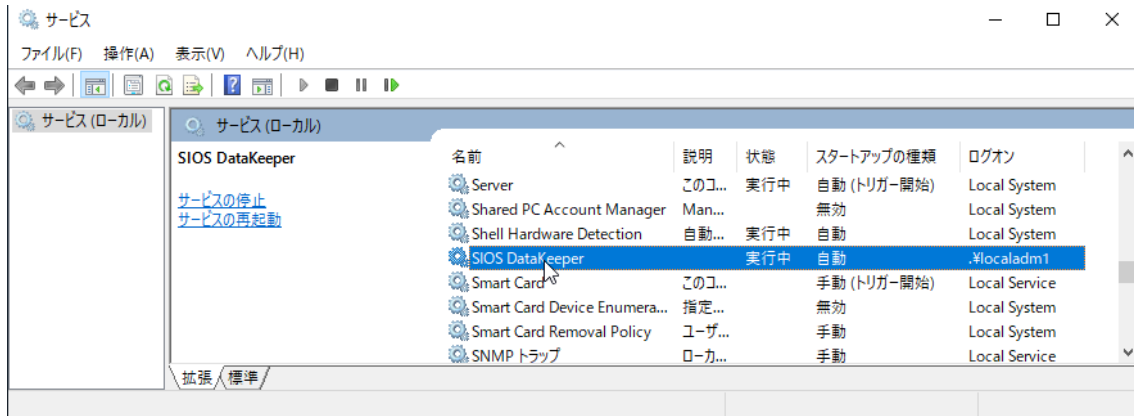 サービス
ファイル(F) 操作(A) 表示(V) ヘルプ(H)
サービス (ローカル)
サービス (ローカル)
SIOS DataKeeper
サービスの停止
サービスの再起動
名前 説明 状態 スタートアップの種類 ログオン
Server このコ... 実行中 自動 (トリガー開始) Local System
Shared PC Account Manager Man... 無効 Local System
Shell Hardware Detection 自動... 実行中 自動 Local System
SIOS DataKeeper 実行中 自動 .¥localadm1
Smart Card このコ... 手動 (トリガー開始) Local Service
Smart Card Device Enumera... 指定... 無効 Local System
Smart Card Removal Policy ユーザ... 手動 Local System
SNMP トラップ ローカ... 手動 Local Service
拡張 標準